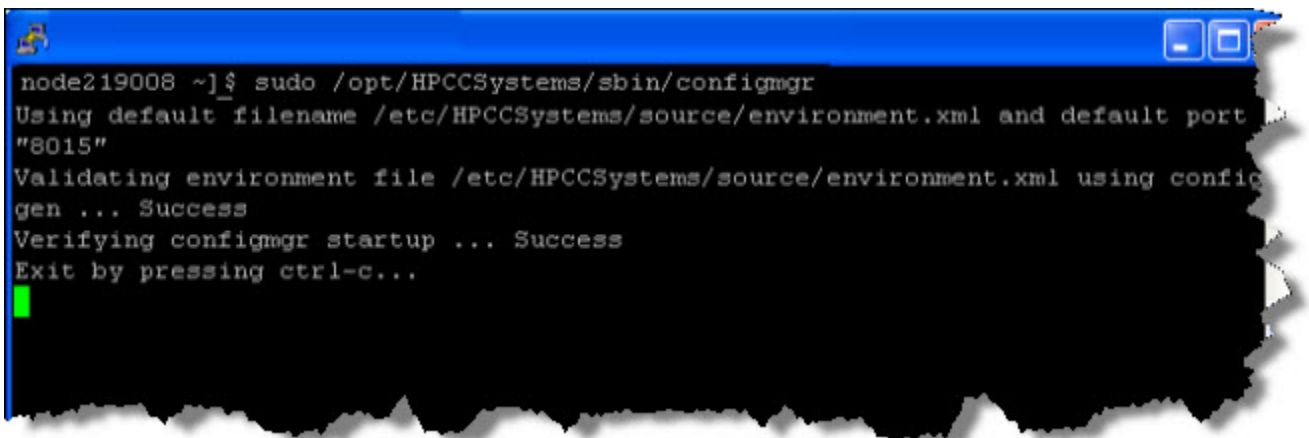 node219008 ~]$ sudo /opt/HPCCSystems/sbin/configmgr
Using default filename /etc/HPCCSystems/source/environment.xml and default port
"8015"
Validating environment file /etc/HPCCSystems/source/environment.xml using config
gen ... Success
Verifying configmgr startup ... Success
Exit by pressing ctrl-c...